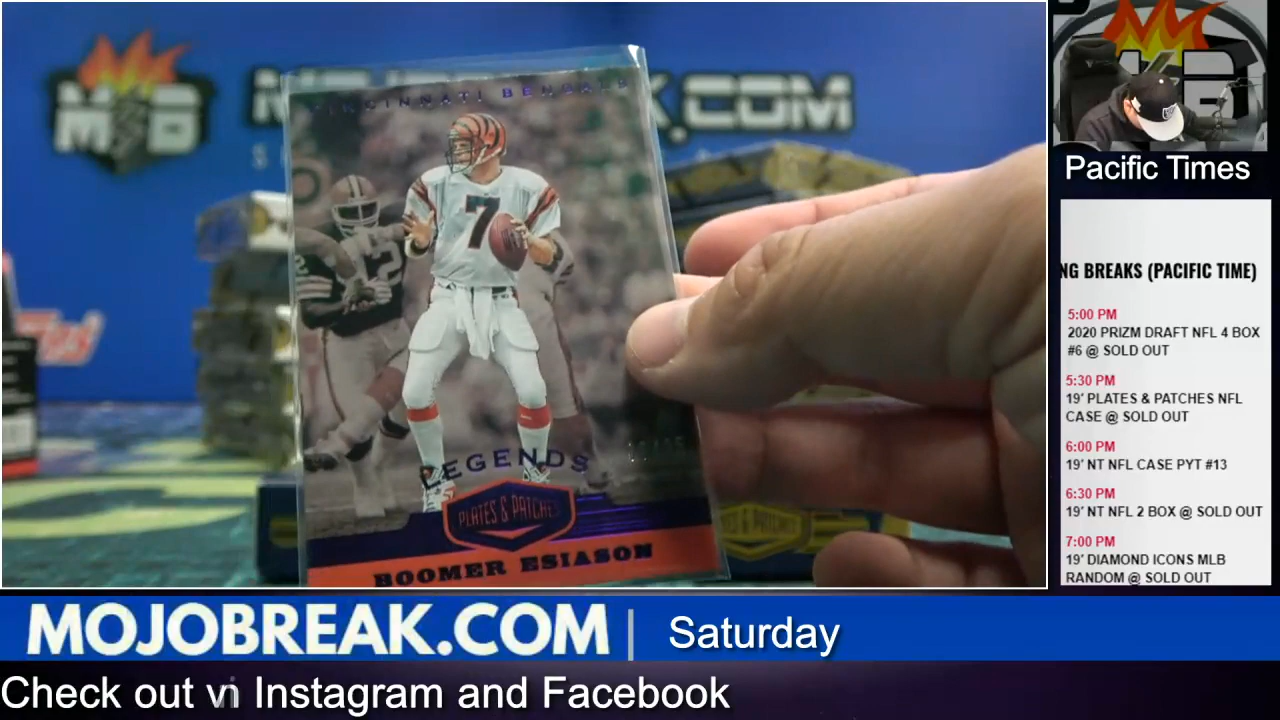 CINCINNATI BENGALS
7
LEGENDS
PLATES & PATCHES
BOOMER ESIASON
PLATES & PATCHES
Pacific Times
NG BREAKS (PACIFIC TIME)
5:00 PM
2020 PRIZM DRAFT NFL 4 BOX
#6 @ SOLD OUT
5:30 PM
19' PLATES & PATCHES NFL
CASE @ SOLD OUT
6:00 PM
19' NT NFL CASE PYT #13
6:30 PM
19' NT NFL 2 BOX @ SOLD OUT
7:00 PM
19' DIAMOND ICONS MLB
RANDOM @ SOLD OUT
MOJOBREAK.COM | Saturday
Check out vi Instagram and Facebook